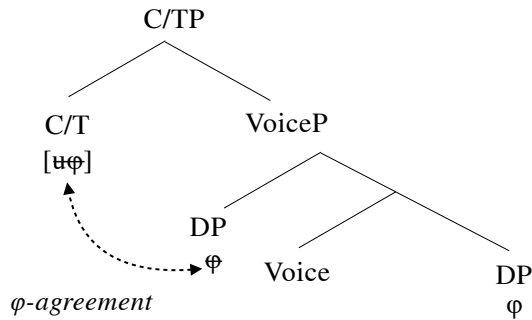 C/TP
C/T VoiceP
[uφ]
DP
φ Voice DP
φ-agreement φ